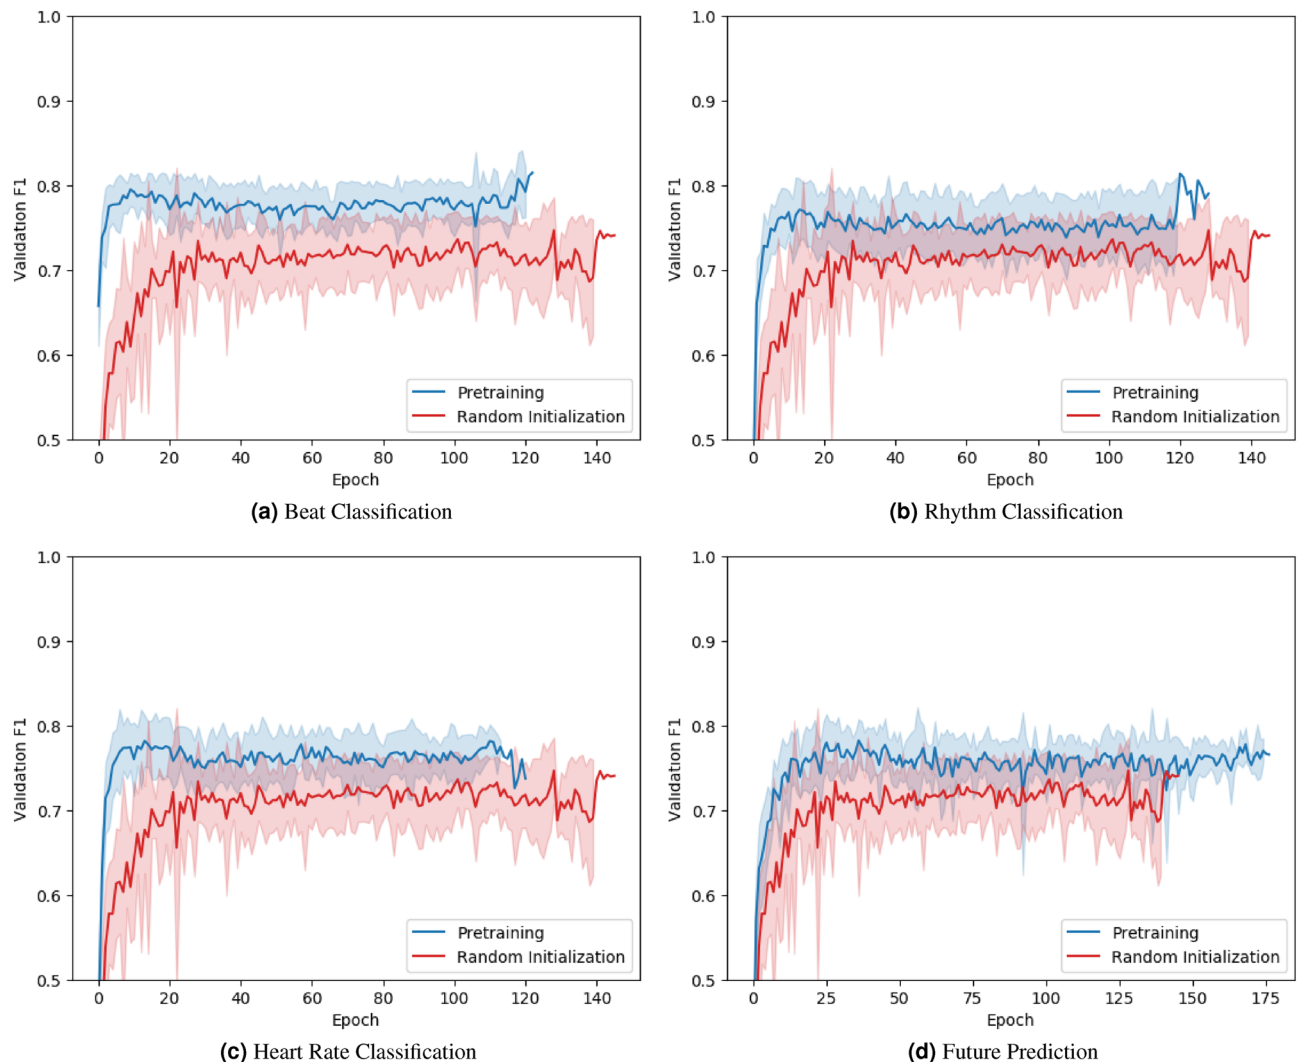 1.0
0.9
0.8
0.7
0.6
0.5
Validation F1
0 20 40 60 80 100 120 140
Epoch
Pretraining
Random Initialization
(a) Beat Classification
1.0
0.9
0.8
0.7
0.6
0.5
Validation F1
0 20 40 60 80 100 120 140
Epoch
Pretraining
Random Initialization
(b) Rhythm Classification
1.0
0.9
0.8
0.7
0.6
0.5
Validation F1
0 20 40 60 80 100 120 140
Epoch
Pretraining
Random Initialization
(c) Heart Rate Classification
1.0
0.9
0.8
0.7
0.6
0.5
Validation F1
0 25 50 75 100 125 150 175
Epoch
Pretraining
Random Initialization
(d) Future Prediction